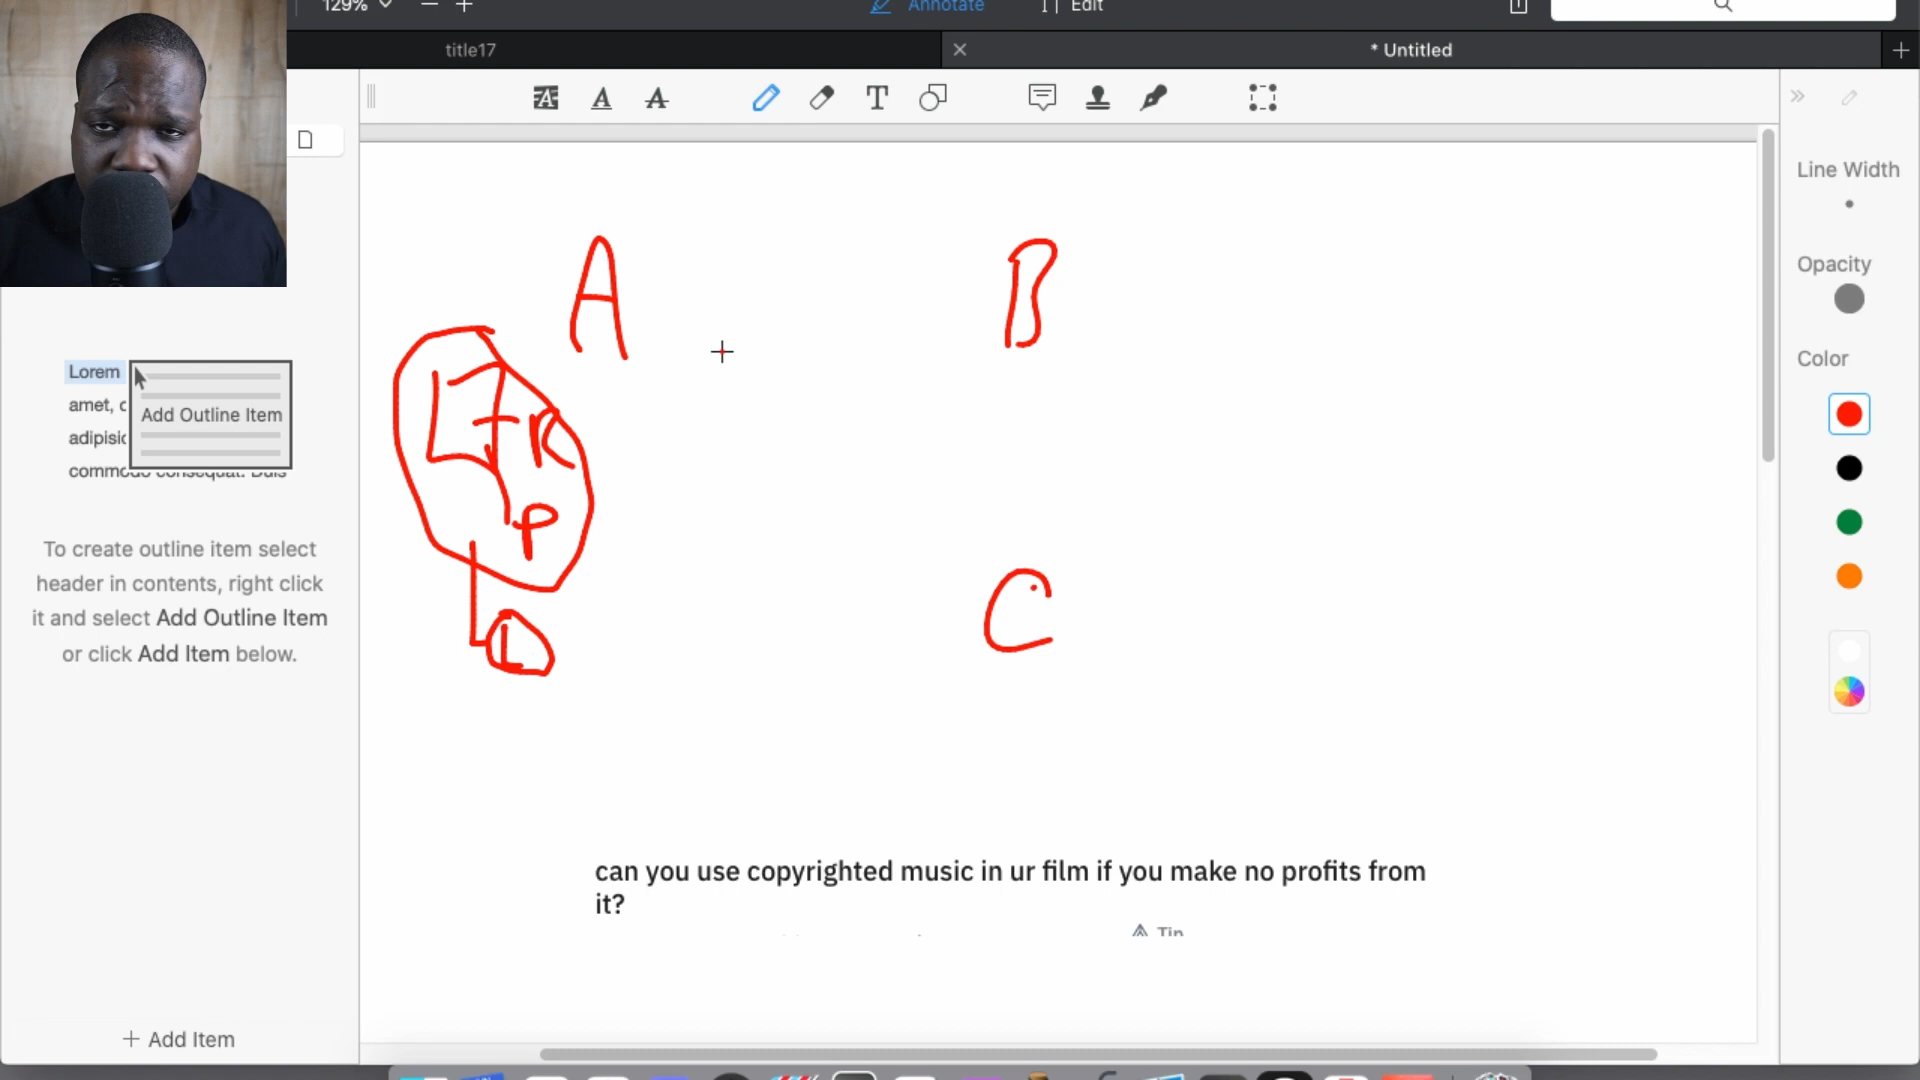 129%
Annotate
Edit
title17
* Untitled
Line Width
Opacity
Color
A
B
R
P
L
C
Lorem
amet, c
Add Outline Item
adipisic
To create outline item select
header in contents, right click
it and select Add Outline Item
or click Add Item below.
can you use copyrighted music in ur film if you make no profits from
it?
Tip
Add Item